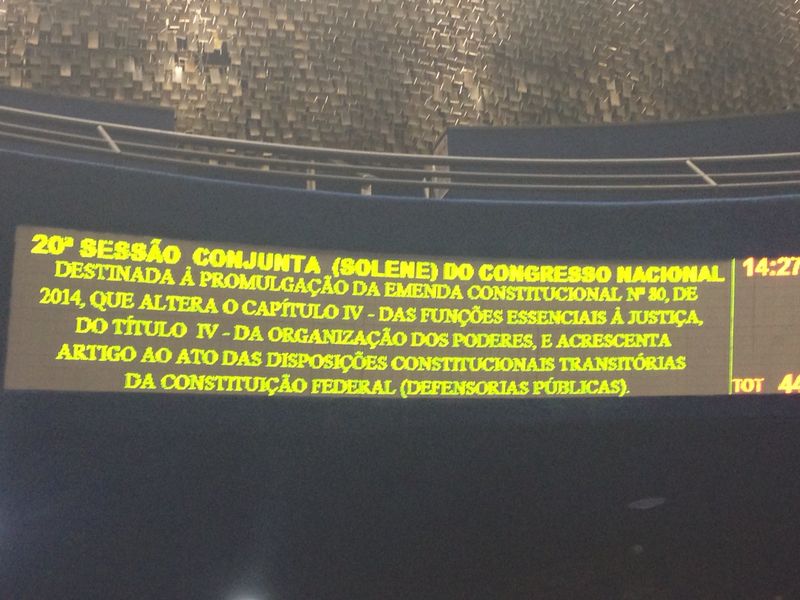 20ª SESSÃO CONJUNTA (SOLENE) DO CONGRESSO NACIONAL
DESTINADA À PROMULGAÇÃO DA EMENDA CONSTITUCIONAL Nº 80, DE
2014, QUE ALTERA O CAPÍTULO IV - DAS FUNÇÕES ESSENCIAIS À JUSTIÇA,
DO TÍTULO IV - DA ORGANIZAÇÃO DOS PODERES, E ACRESCENTA
ARTIGO AO ATO DAS DISPOSIÇÕES CONSTITUCIONAIS TRANSITÓRIAS
DA CONSTITUIÇÃO FEDERAL (DEFENSORIAS PÚBLICAS).
14:27
TOT 44